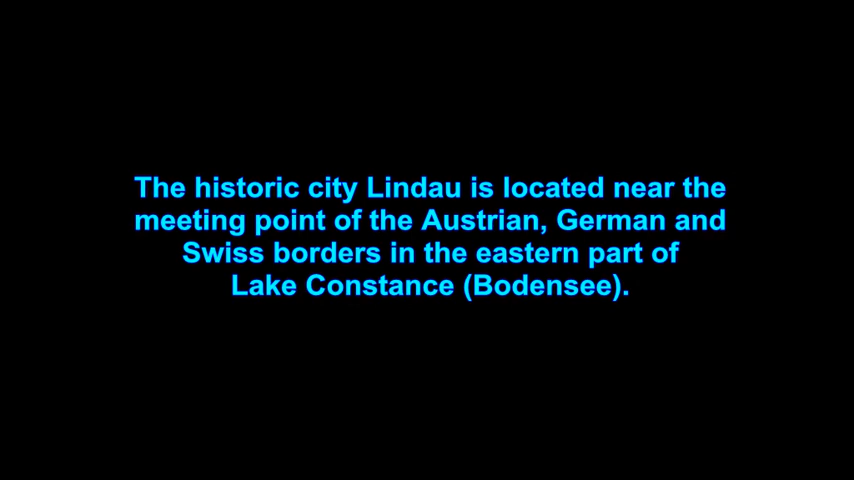 The historic city Lindau is located near the
meeting point of the Austrian, German and
Swiss borders in the eastern part of
Lake Constance (Bodensee).